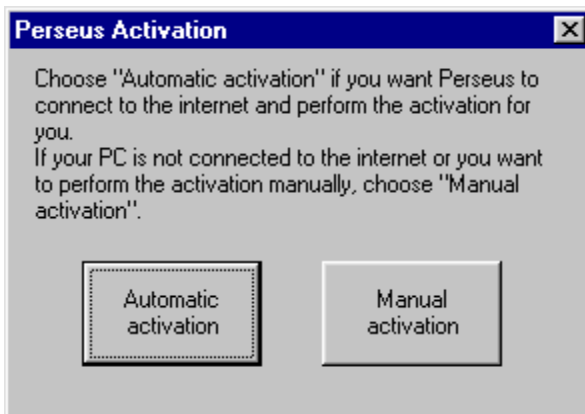 Perseus Activation
Choose "Automatic activation" if you want Perseus to
connect to the internet and perform the activation for
you.
If your PC is not connected to the internet or you want
to perform the activation manually, choose "Manual
activation".
Automatic
activation
Manual
activation